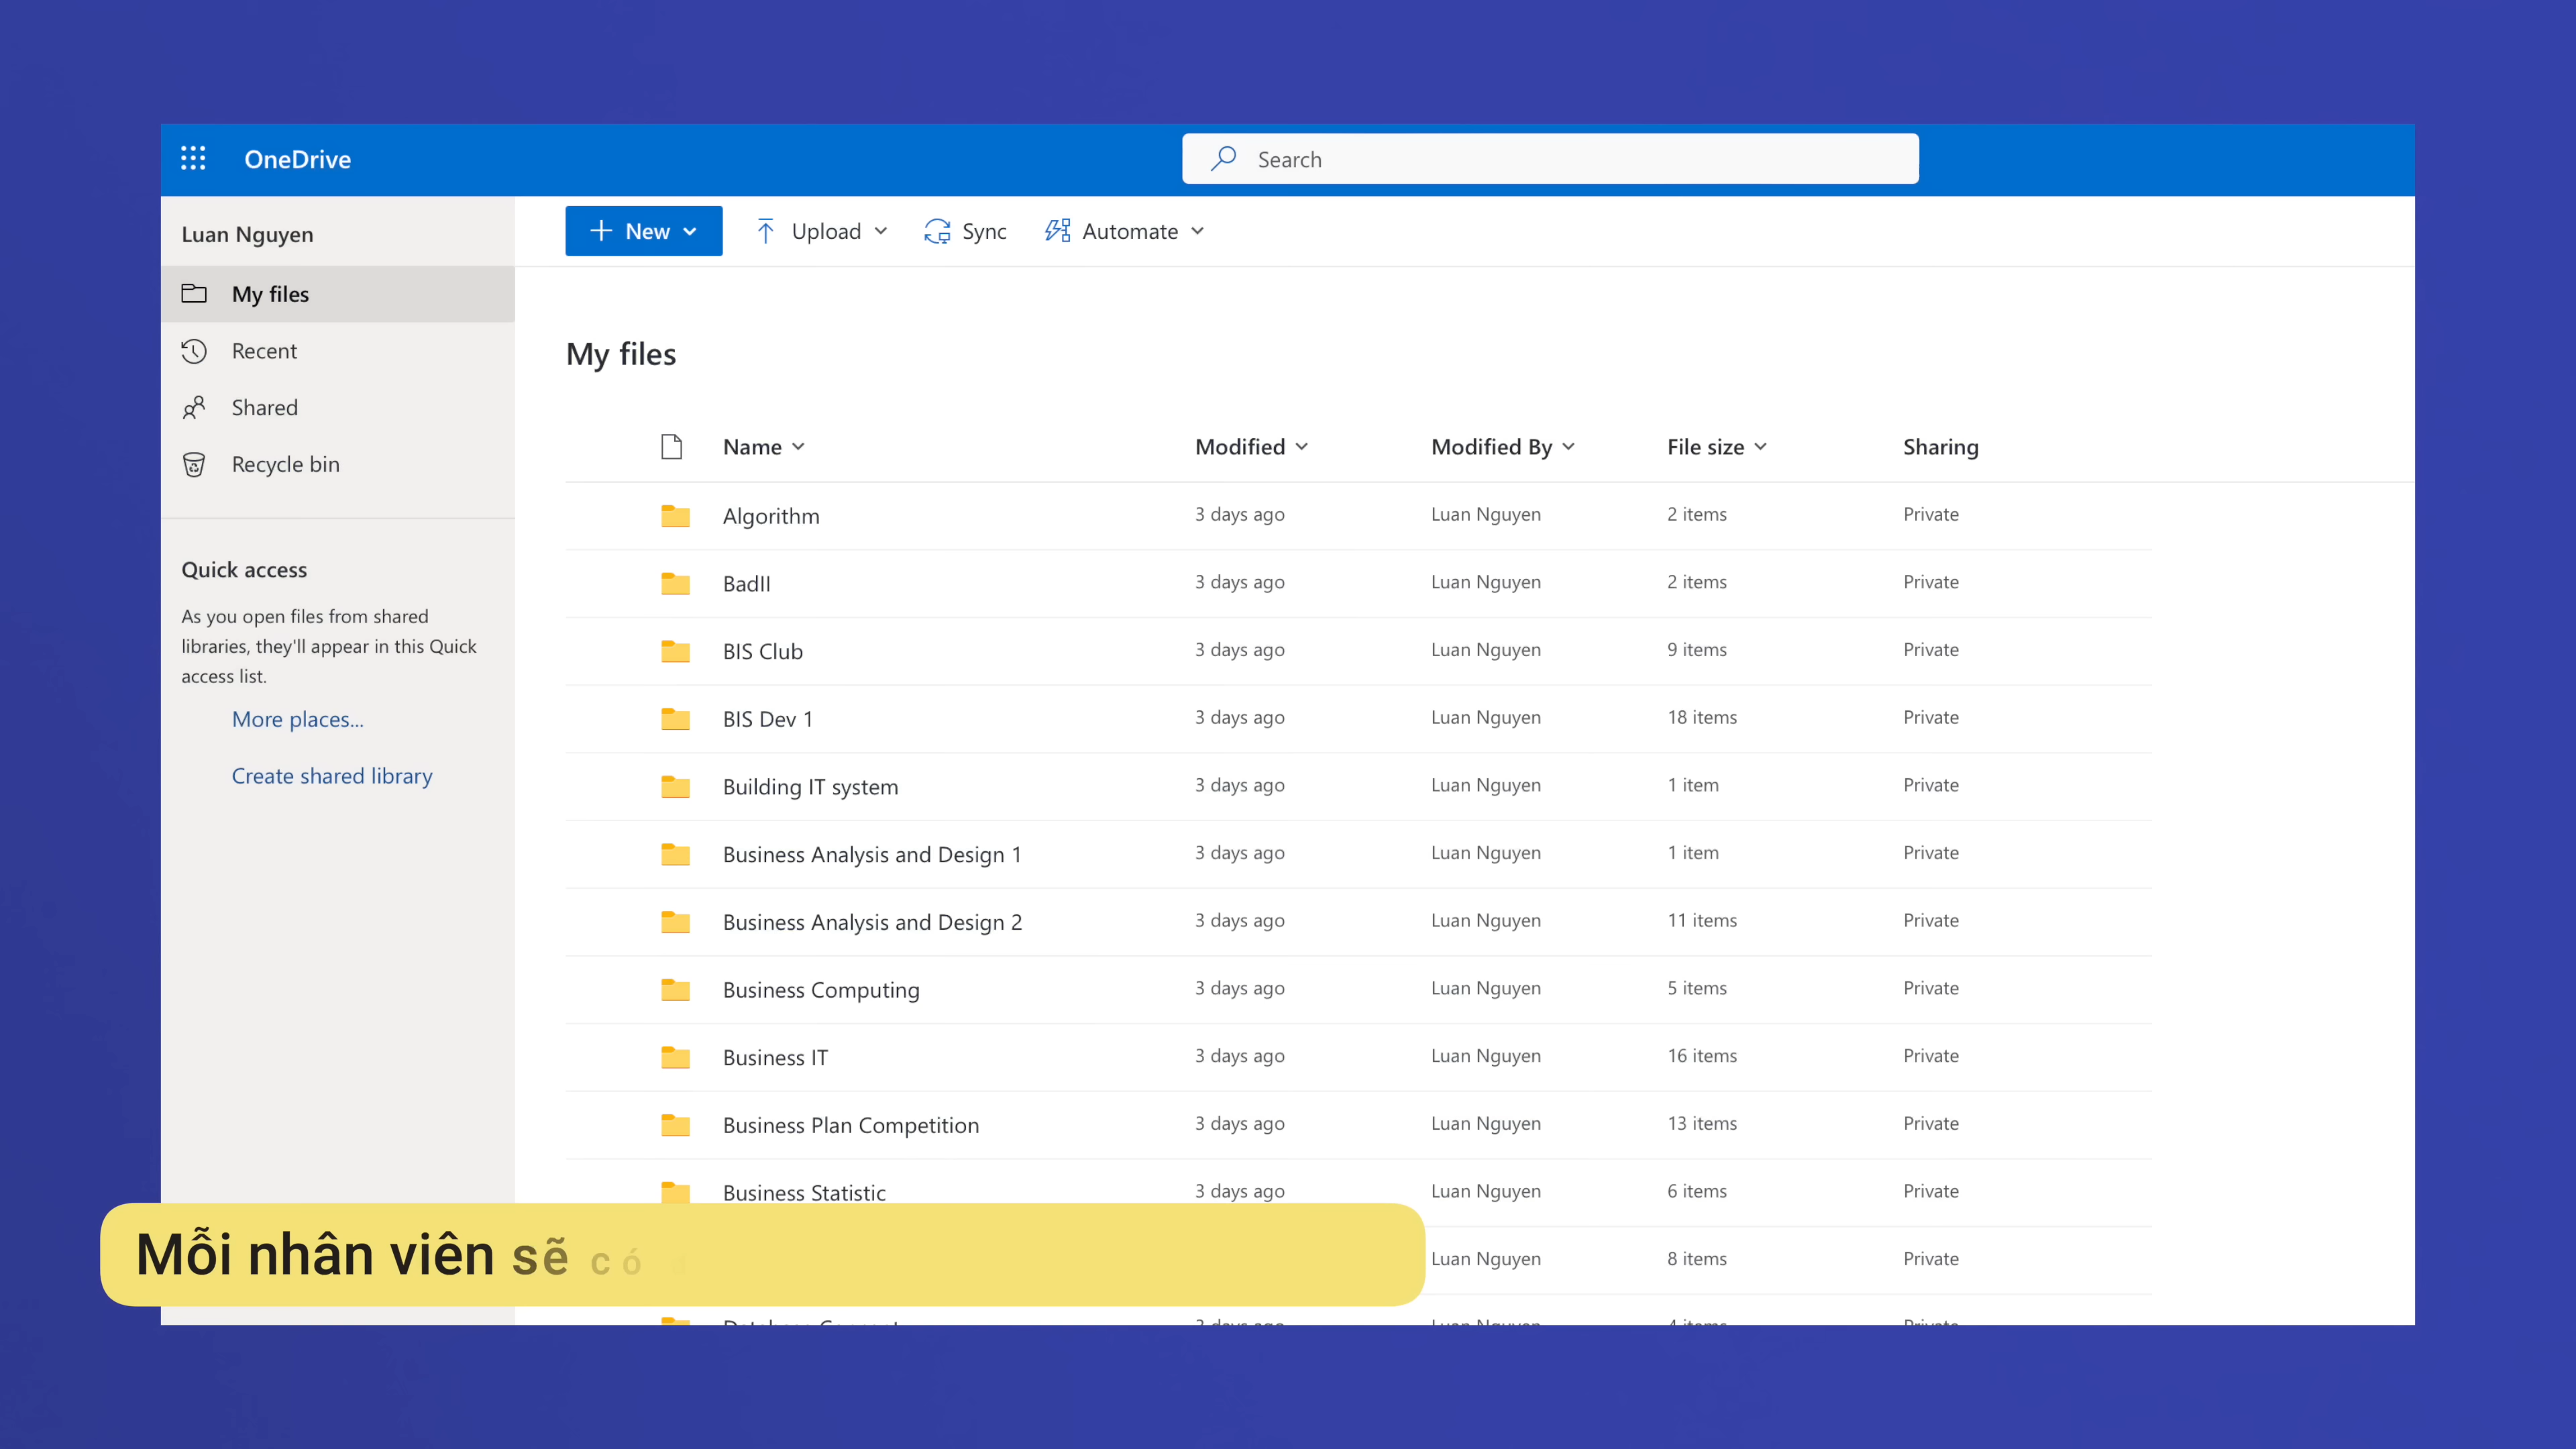 OneDrive
Search
Luan Nguyen
New
Upload
Sync
Automate
My files
Recent
Shared
Recycle bin
Quick access
As you open files from shared
libraries, they'll appear in this Quick
access list.
More places...
Create shared library
My files
Name Modified Modified By File size Sharing
Algorithm 3 days ago Luan Nguyen 2 items Private
BadII 3 days ago Luan Nguyen 2 items Private
BIS Club 3 days ago Luan Nguyen 9 items Private
BIS Dev 1 3 days ago Luan Nguyen 18 items Private
Building IT system 3 days ago Luan Nguyen 1 item Private
Business Analysis and Design 1 3 days ago Luan Nguyen 1 item Private
Business Analysis and Design 2 3 days ago Luan Nguyen 11 items Private
Business Computing 3 days ago Luan Nguyen 5 items Private
Business IT 3 days ago Luan Nguyen 16 items Private
Business Plan Competition 3 days ago Luan Nguyen 13 items Private
Business Statistic 3 days ago Luan Nguyen 6 items Private
Luan Nguyen 8 items Private
Mỗi nhân viên sẽ có
3 days ago Luan Nguyen 4 items Private